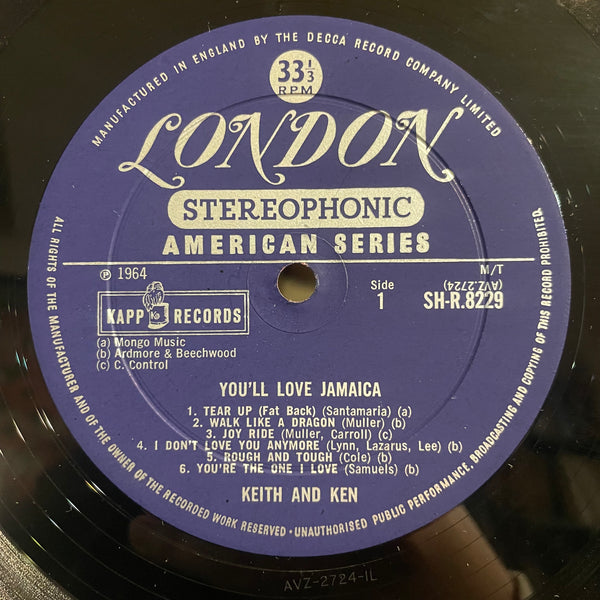 MANUFACTURED IN ENGLAND BY THE DECCA RECORD COMPANY LIMITED
33 1/3
RPM
LONDON
STEREOPHONIC
AMERICAN SERIES
℗ 1964
M/T
Side
1
(AVZ.2724)
SH-R.8229
KAPP RECORDS
(a) Mongo Music
(b) Ardmore & Beechwood
(c) C. Control
YOU'LL LOVE JAMAICA
1. TEAR UP (Fat Back) (Santamaria) (a)
2. WALK LIKE A DRAGON (Muller) (b)
3. JOY RIDE (Muller, Carroll) (c)
4. I DON'T LOVE YOU ANYMORE (Lynn, Lazarus, Lee) (b)
5. ROUGH AND TOUGH (Cole) (b)
6. YOU'RE THE ONE I LOVE (Samuels) (b)
KEITH AND KEN
ALL RIGHTS OF THE MANUFACTURER AND OF THE OWNER OF THE RECORDED WORK RESERVED · UNAUTHORISED PUBLIC PERFORMANCE, BROADCASTING AND COPYING OF THIS RECORD PROHIBITED.
AVZ-2724-1L